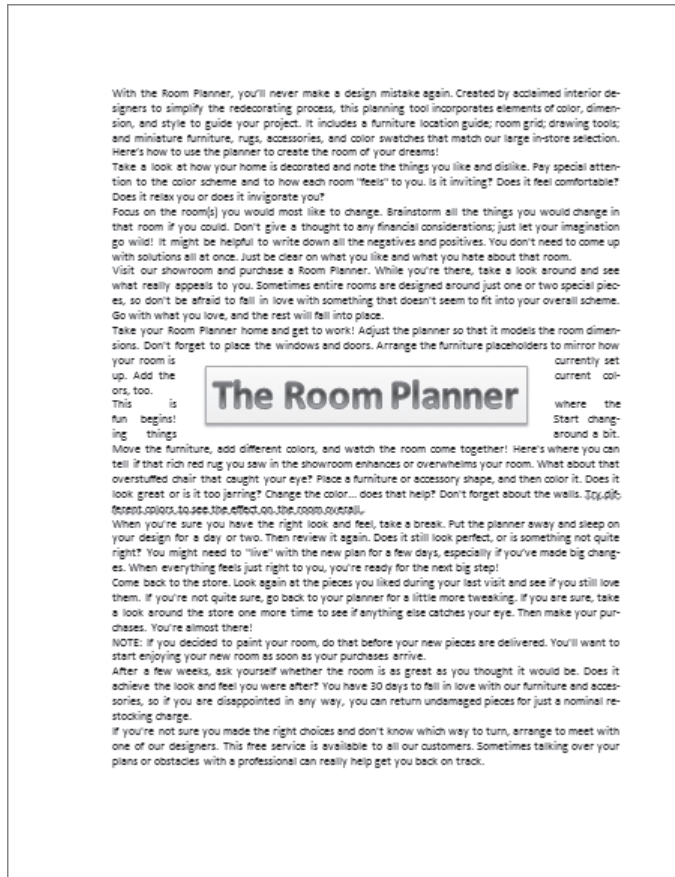 With the Room Planner, you'll never make a design mistake again. Created by acclaimed interior de-
signers to simplify the redecorating process, this planning tool incorporates elements of color, dimen-
sion, and style to guide your project. It includes a furniture location guide; room grid; drawing tools;
and miniature furniture, rugs, accessories, and color swatches that match our large in-store selection.
Here's how to use the planner to create the room of your dreams!
Take a look at how your home is decorated and note the things you like and dislike. Pay special atten-
tion to the color scheme and to how each room "feels" to you. Is it inviting? Does it feel comfortable?
Does it relax you or does it invigorate you?
Focus on the room(s) you would most like to change. Brainstorm all the things you would change in
that room if you could. Don't give a thought to any financial considerations; just let your imagination
go wild! It might be helpful to write down all the negatives and positives. You don't need to come up
with solutions all at once. Just be clear on what you like and what you hate about that room.
Visit our showroom and purchase a Room Planner. While you're there, take a look around and see
what really appeals to you. Sometimes entire rooms are designed around just one or two special piec-
es, so don't be afraid to fall in love with something that doesn't seem to fit into your overall scheme.
Go with what you love, and the rest will fall into place.
Take your Room Planner home and get to work! Adjust the planner so that it models the room dimen-
sions. Don't forget to place the windows and doors. Arrange the furniture placeholders to mirror how
your room is currently set
up. Add the current col-
ors, too.
The Room Planner
This is where the
fun begins! Start chang-
ing things around a bit.
Move the furniture, add different colors, and watch the room come together! Here's where you can
tell if that rich red rug you saw in the showroom enhances or overwhelms your room. What about that
overstuffed chair that caught your eye? Place a furniture or accessory shape, and then color it. Does it
look great or is it too jarring? Change the color... does that help? Don't forget about the walls. Try dif-
ferent colors to see the effect on the room overall.
When you're sure you have the right look and feel, take a break. Put the planner away and sleep on
your design for a day or two. Then review it again. Does it still look perfect, or is something not quite
right? You might need to "live" with the new plan for a few days, especially if you've made big chang-
es. When everything feels just right to you, you're ready for the next big step!
Come back to the store. Look again at the pieces you liked during your last visit and see if you still love
them. If you're not quite sure, go back to your planner for a little more tweaking. If you are sure, take
a look around the store one more time to see if anything else catches your eye. Then make your pur-
chases. You're almost there!
NOTE: If you decided to paint your room, do that before your new pieces are delivered. You'll want to
start enjoying your new room as soon as your purchases arrive.
After a few weeks, ask yourself whether the room is as great as you thought it would be. Does it
achieve the look and feel you were after? You have 30 days to fall in love with our furniture and acces-
sories, so if you are disappointed in any way, you can return undamaged pieces for just a nominal re-
stocking charge.
If you're not sure you made the right choices and don't know which way to turn, arrange to meet with
one of our designers. This free service is available to all our customers. Sometimes talking over your
plans or obstacles with a professional can really help get you back on track.